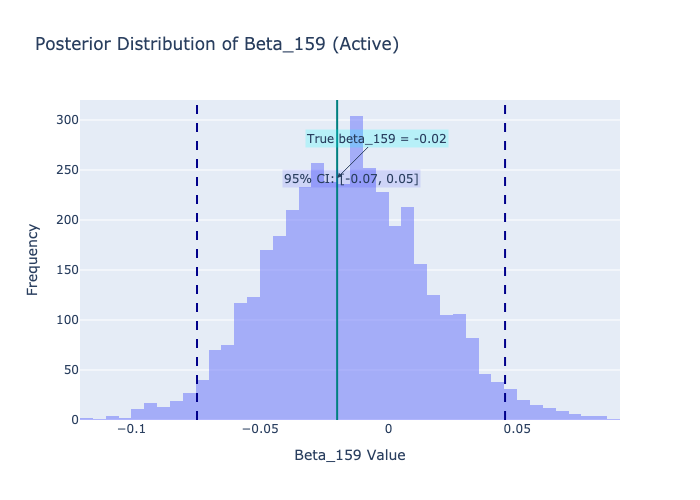 Posterior Distribution of Beta_159 (Active)
300
250
200
150
100
50
0
Frequency
True beta_159 = -0.02
95% CI: [-0.07, 0.05]
−0.1
−0.05
0
0.05
Beta_159 Value